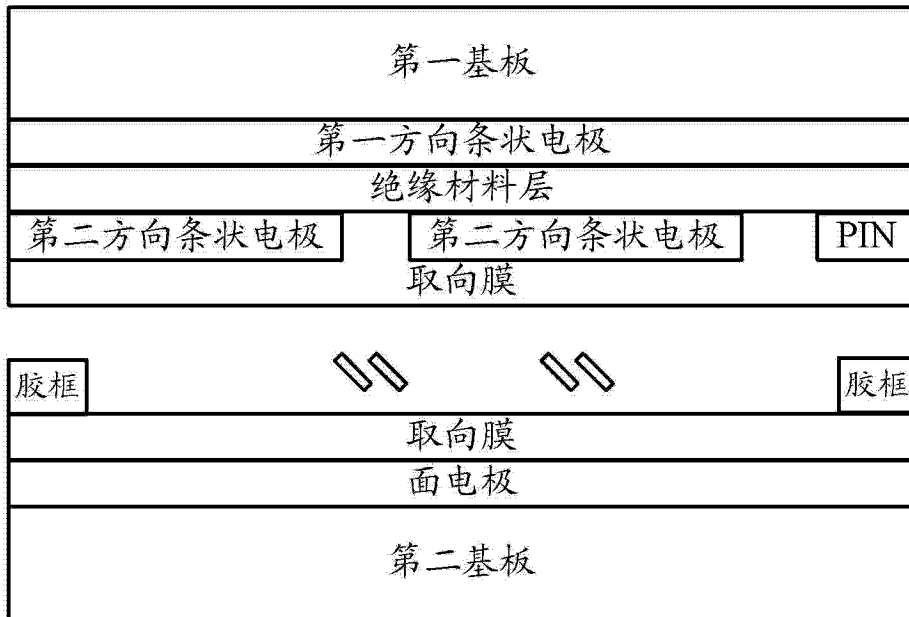 第一基板
第一方向条状电极
绝缘材料层
第二方向条状电极 第二方向条状电极 PIN
取向膜
胶框 胶框
取向膜
面电极
第二基板